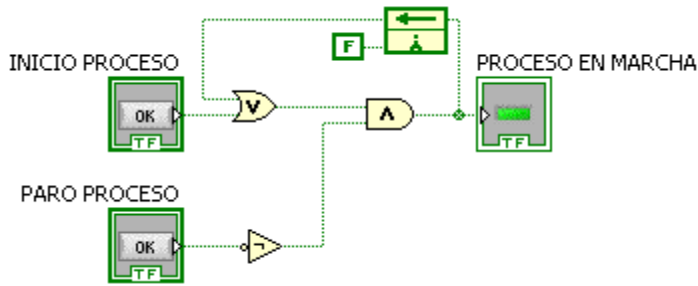 F
INICIO PROCESO
PROCESO EN MARCHA
OK
TF
V
Λ
TF
PARO PROCESO
OK
TF
¬